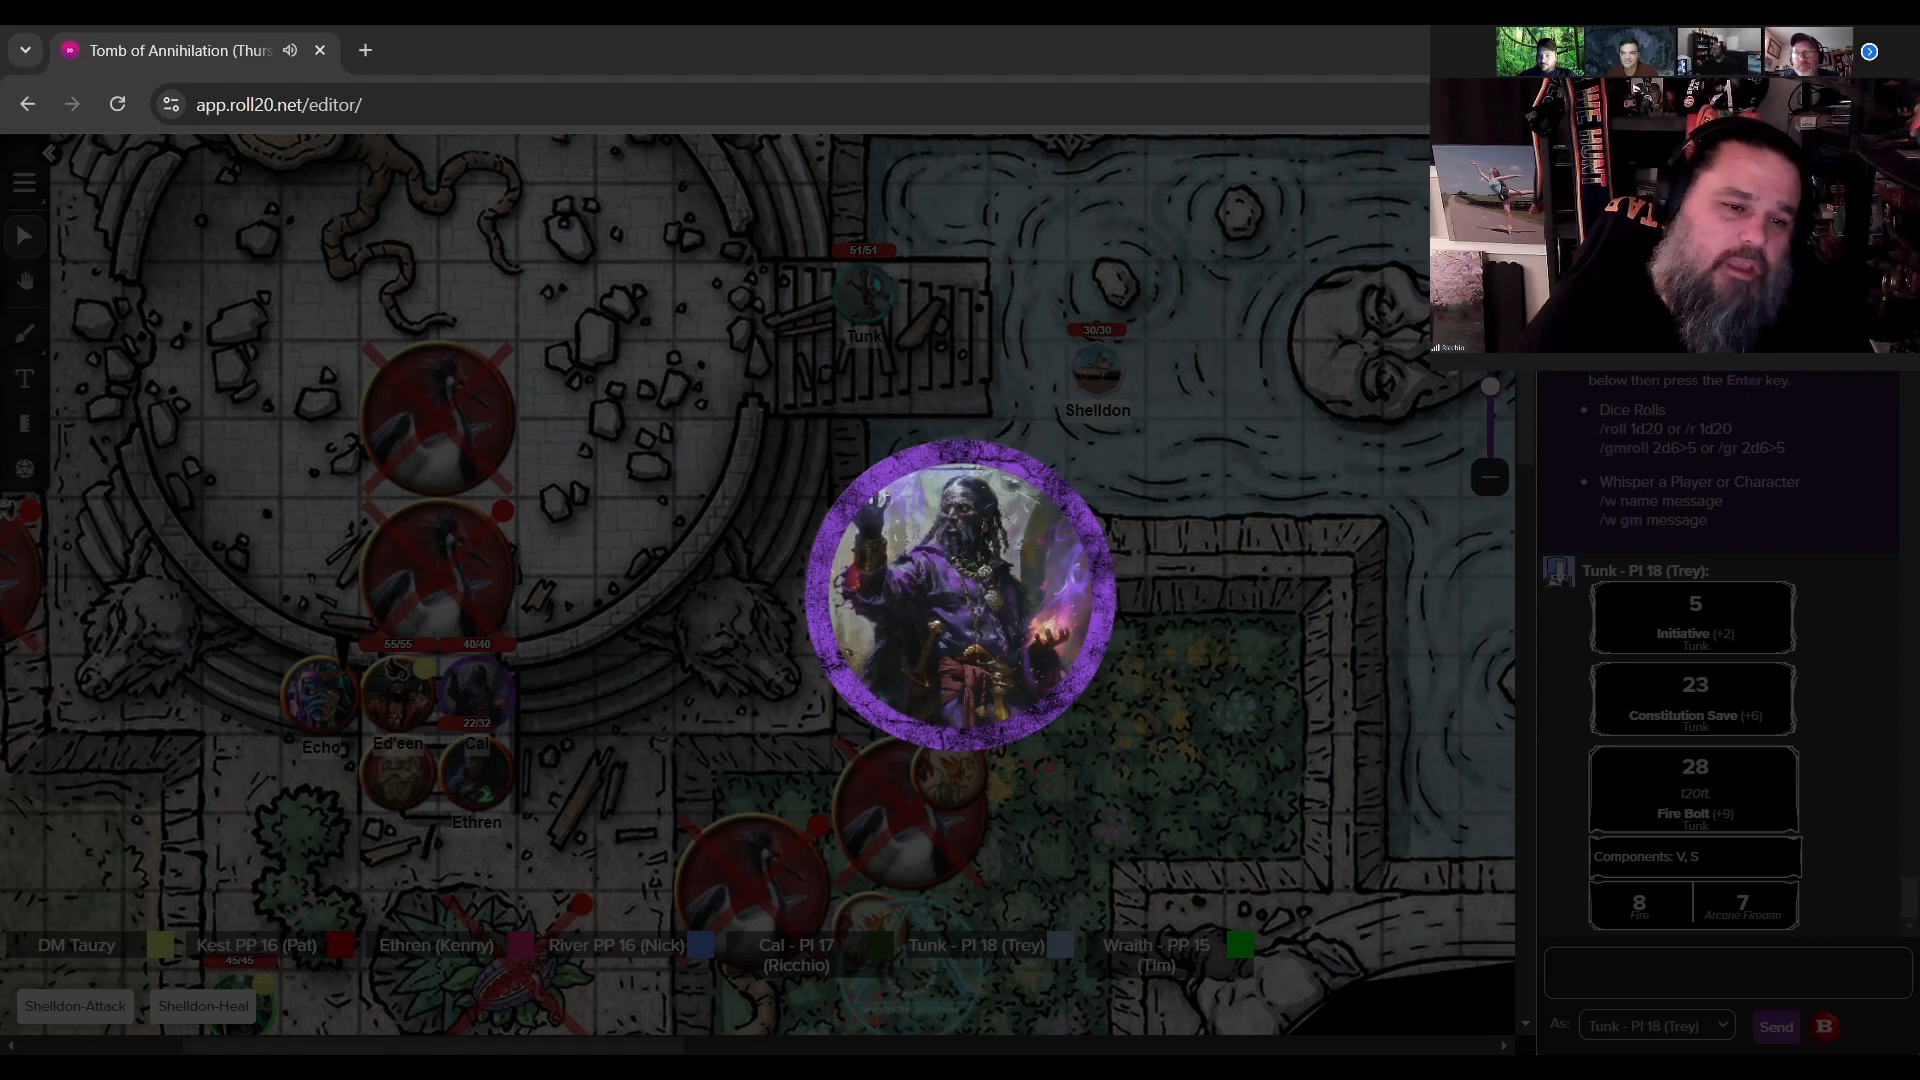 Tomb of Annihilation (Thurs
app.roll20.net/editor/
WE HUNT
TAR
Ricchio
51/51
Tunk
30/30
Shelldon
55/55
40/40
22/32
Echo
Ed'een
Cal
Ethren
2
45/45
DM Tauzy
Kest PP 16 (Pat)
Ethren (Kenny)
River PP 16 (Nick)
Cal - PI 17
(Ricchio)
Tunk - PI 18 (Trey)
Wraith - PP 15
(Tim)
Shelldon-Attack
Shelldon-Heal
below then press the Enter key.
Dice Rolls
/roll 1d20 or /r 1d20
/gmroll 2d6>5 or /gr 2d6>5
Whisper a Player or Character
/w name message
/w gm message
Tunk - PI 18 (Trey):
5
Initiative (+2)
Tunk
23
Constitution Save (+6)
Tunk
28
120ft.
Fire Bolt (+9)
Tunk
Components: V, S
8
Fire
7
Arcane Firearm
As:
Tunk - PI 18 (Trey)
Send
B